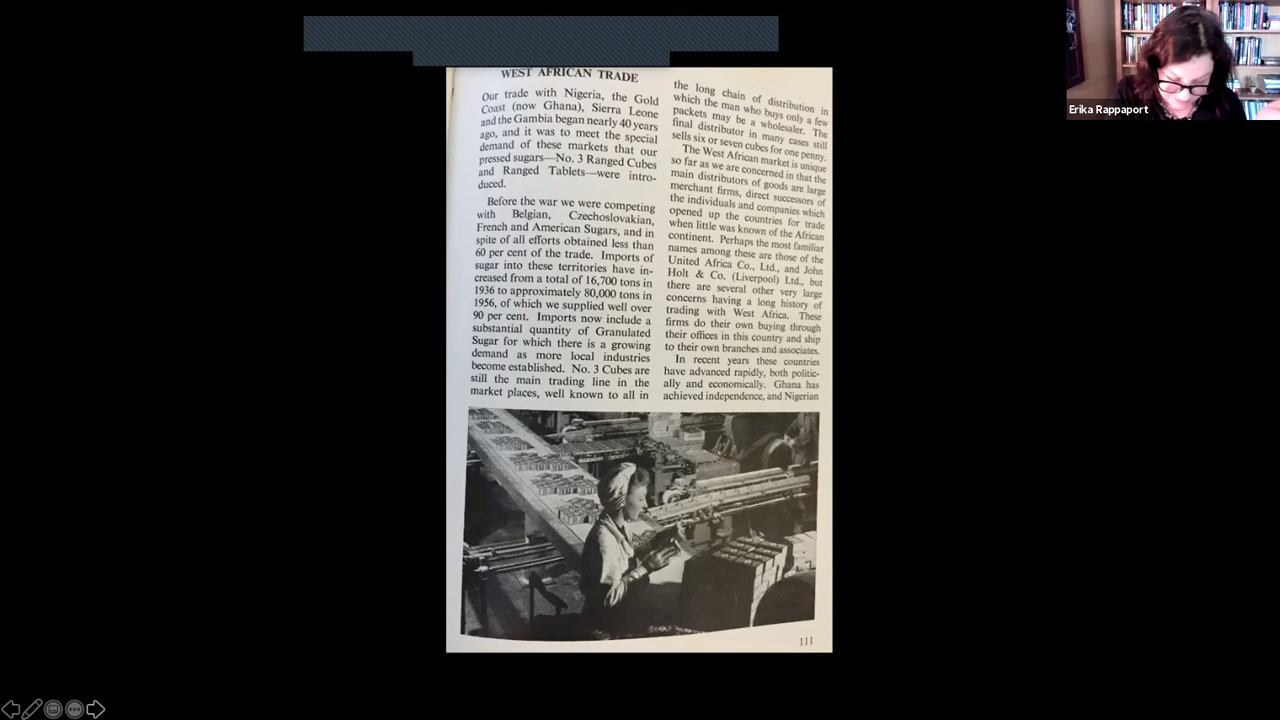 WEST AFRICAN TRADE
Our trade with Nigeria, the Gold
Coast (now Ghana), Sierra Leone
and the Gambia began nearly 40 years
ago, and it was to meet the special
demand of these markets that our
pressed sugars—No. 3 Ranged Cubes
and Ranged Tablets—were intro-
duced.
Before the war we were competing
with Belgian, Czechoslovakian,
French and American Sugars, and in
spite of all efforts obtained less than
60 per cent of the trade. Imports of
sugar into these territories have in-
creased from a total of 16,700 tons in
1936 to approximately 80,000 tons in
1956, of which we supplied well over
90 per cent. Imports now include a
substantial quantity of Granulated
Sugar for which there is a growing
demand as more local industries
become established. No. 3 Cubes are
still the main trading line in the
market places, well known to all in
the long chain of distribution in
which the man who buys only a few
packets may be a wholesaler. The
final distributor in many cases still
sells six or seven cubes for one penny.
The West African market is unique
so far as we are concerned in that the
main distributors of goods are large
merchant firms, direct successors of
the individuals and companies which
opened up the countries for trade
when little was known of the African
continent. Perhaps the most familiar
names among these are those of the
United Africa Co., Ltd., and John
Holt & Co. (Liverpool) Ltd., but
there are several other very large
concerns having a long history of
trading with West Africa. These
firms do their own buying through
their offices in this country and ship
to their own branches and associates.
In recent years these countries
have advanced rapidly, both politic-
ally and economically. Ghana has
achieved independence, and Nigerian
111
Erika Rappaport